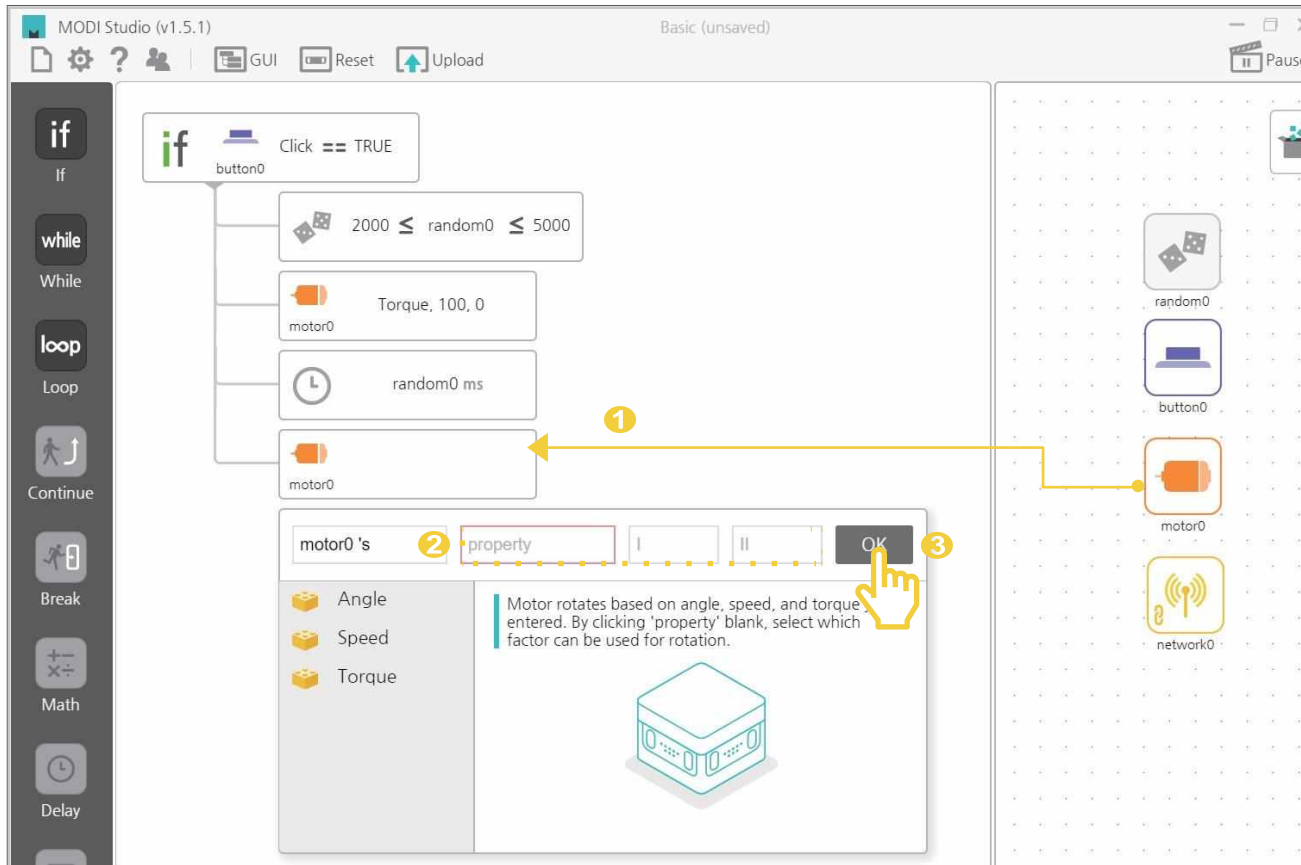 MODI Studio (v1.5.1)
Basic (unsaved)
GUI
Reset
Upload
Pause
if
If
while
While
loop
Loop
Continue
Break
Math
Delay
if
button0
Click == TRUE
2000 ≤ random0 ≤ 5000
motor0
Torque, 100, 0
random0 ms
1
motor0
motor0 's
2
property
I
II
OK
3
Angle
Speed
Torque
Motor rotates based on angle, speed, and torque
entered. By clicking 'property' blank, select which
factor can be used for rotation.
random0
button0
motor0
network0